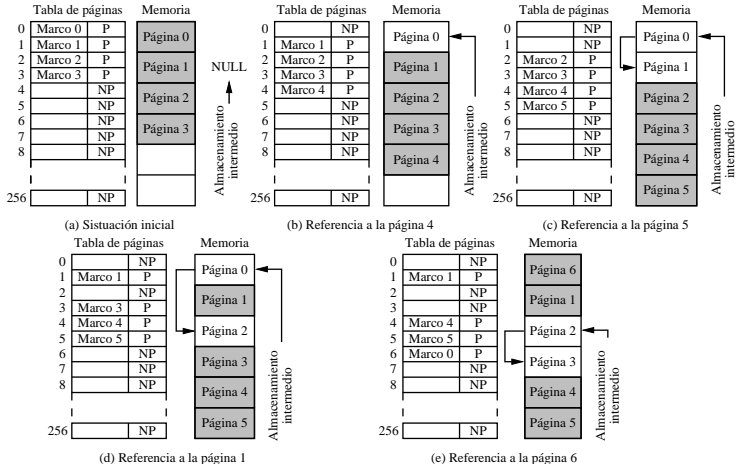 Tabla de páginas Memoria
0 Marco 0 P
1 Marco 1 P
2 Marco 2 P
3 Marco 3 P
4 NP
5 NP
6 NP
7 NP
8 NP
256 NP
Página 0
Página 1
Página 2
Página 3
NULL
Almacenamiento
intermedio
(a) Sistuación inicial
Tabla de páginas Memoria
0 NP
1 Marco 1 P
2 Marco 2 P
3 Marco 3 P
4 Marco 4 P
5 NP
6 NP
7 NP
8 NP
256 NP
Página 0
Página 1
Página 2
Página 3
Página 4
Almacenamiento
intermedio
(b) Referencia a la página 4
Tabla de páginas Memoria
0 NP
1 NP
2 Marco 2 P
3 Marco 3 P
4 Marco 4 P
5 Marco 5 P
6 NP
7 NP
8 NP
256 NP
Página 0
Página 1
Página 2
Página 3
Página 4
Página 5
Almacenamiento
intermedio
(c) Referencia a la página 5
Tabla de páginas Memoria
0 NP
1 Marco 1 P
2 NP
3 Marco 3 P
4 Marco 4 P
5 Marco 5 P
6 NP
7 NP
8 NP
256 NP
Página 0
Página 1
Página 2
Página 3
Página 4
Página 5
Almacenamiento
intermedio
(d) Referencia a la página 1
Tabla de páginas Memoria
0 NP
1 Marco 1 P
2 NP
3 NP
4 Marco 4 P
5 Marco 5 P
6 Marco 0 P
7 NP
8 NP
256 NP
Página 6
Página 1
Página 2
Página 3
Página 4
Página 5
Almacenamiento
intermedio
(e) Referencia a la página 6